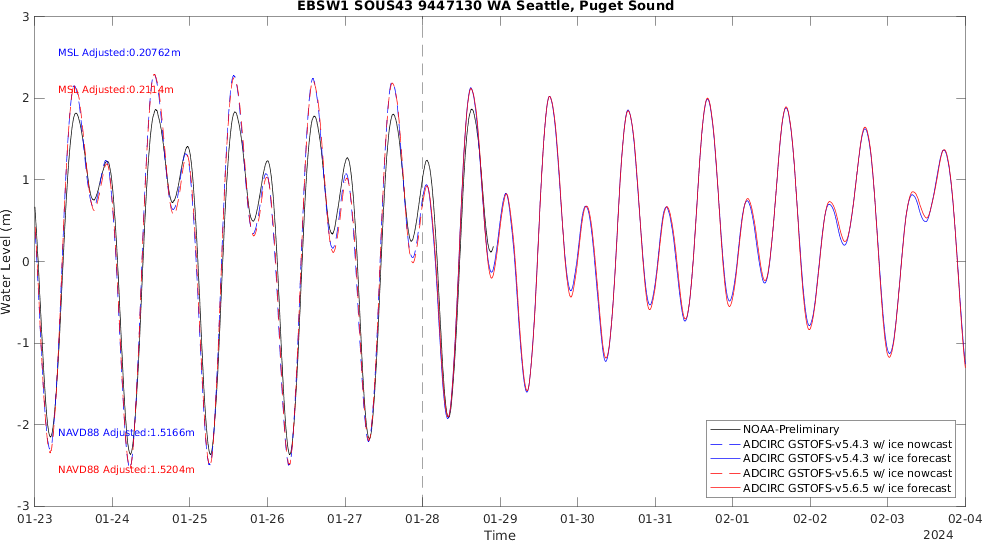 EBSW1 SOUS43 9447130 WA Seattle, Puget Sound
3
2
1
0
-1
-2
-3
Water Level (m)
MSL Adjusted:0.20762m
MSL Adjusted:0.2114m
NAVD88 Adjusted:1.5166m
NAVD88 Adjusted:1.5204m
NOAA-Preliminary
ADCIRC GSTOFS-v5.4.3 w/ ice nowcast
ADCIRC GSTOFS-v5.4.3 w/ ice forecast
ADCIRC GSTOFS-v5.6.5 w/ ice nowcast
ADCIRC GSTOFS-v5.6.5 w/ ice forecast
01-23 01-24 01-25 01-26 01-27 01-28 01-29 01-30 01-31 02-01 02-02 02-03 02-04
Time
2024